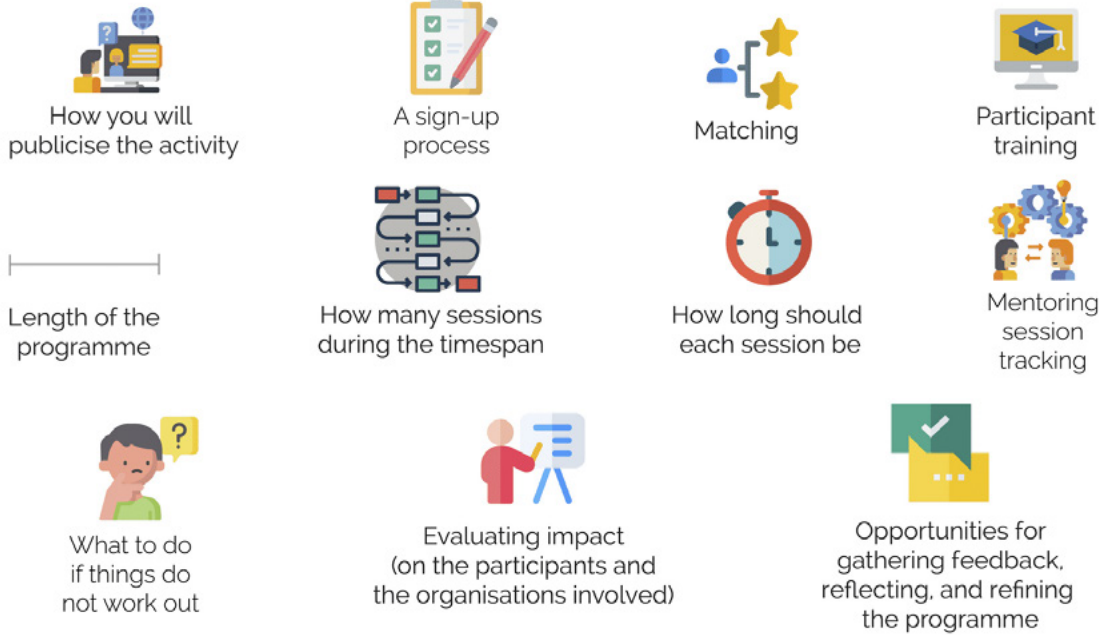 How you will
publicise the activity
A sign-up
process
Matching
Participant
training
Length of the
programme
How many sessions
during the timespan
How long should
each session be
Mentoring
session
tracking
?
What to do
if things do
not work out
Evaluating impact
(on the participants and
the organisations involved)
Opportunities for
gathering feedback,
reflecting, and refining
the programme